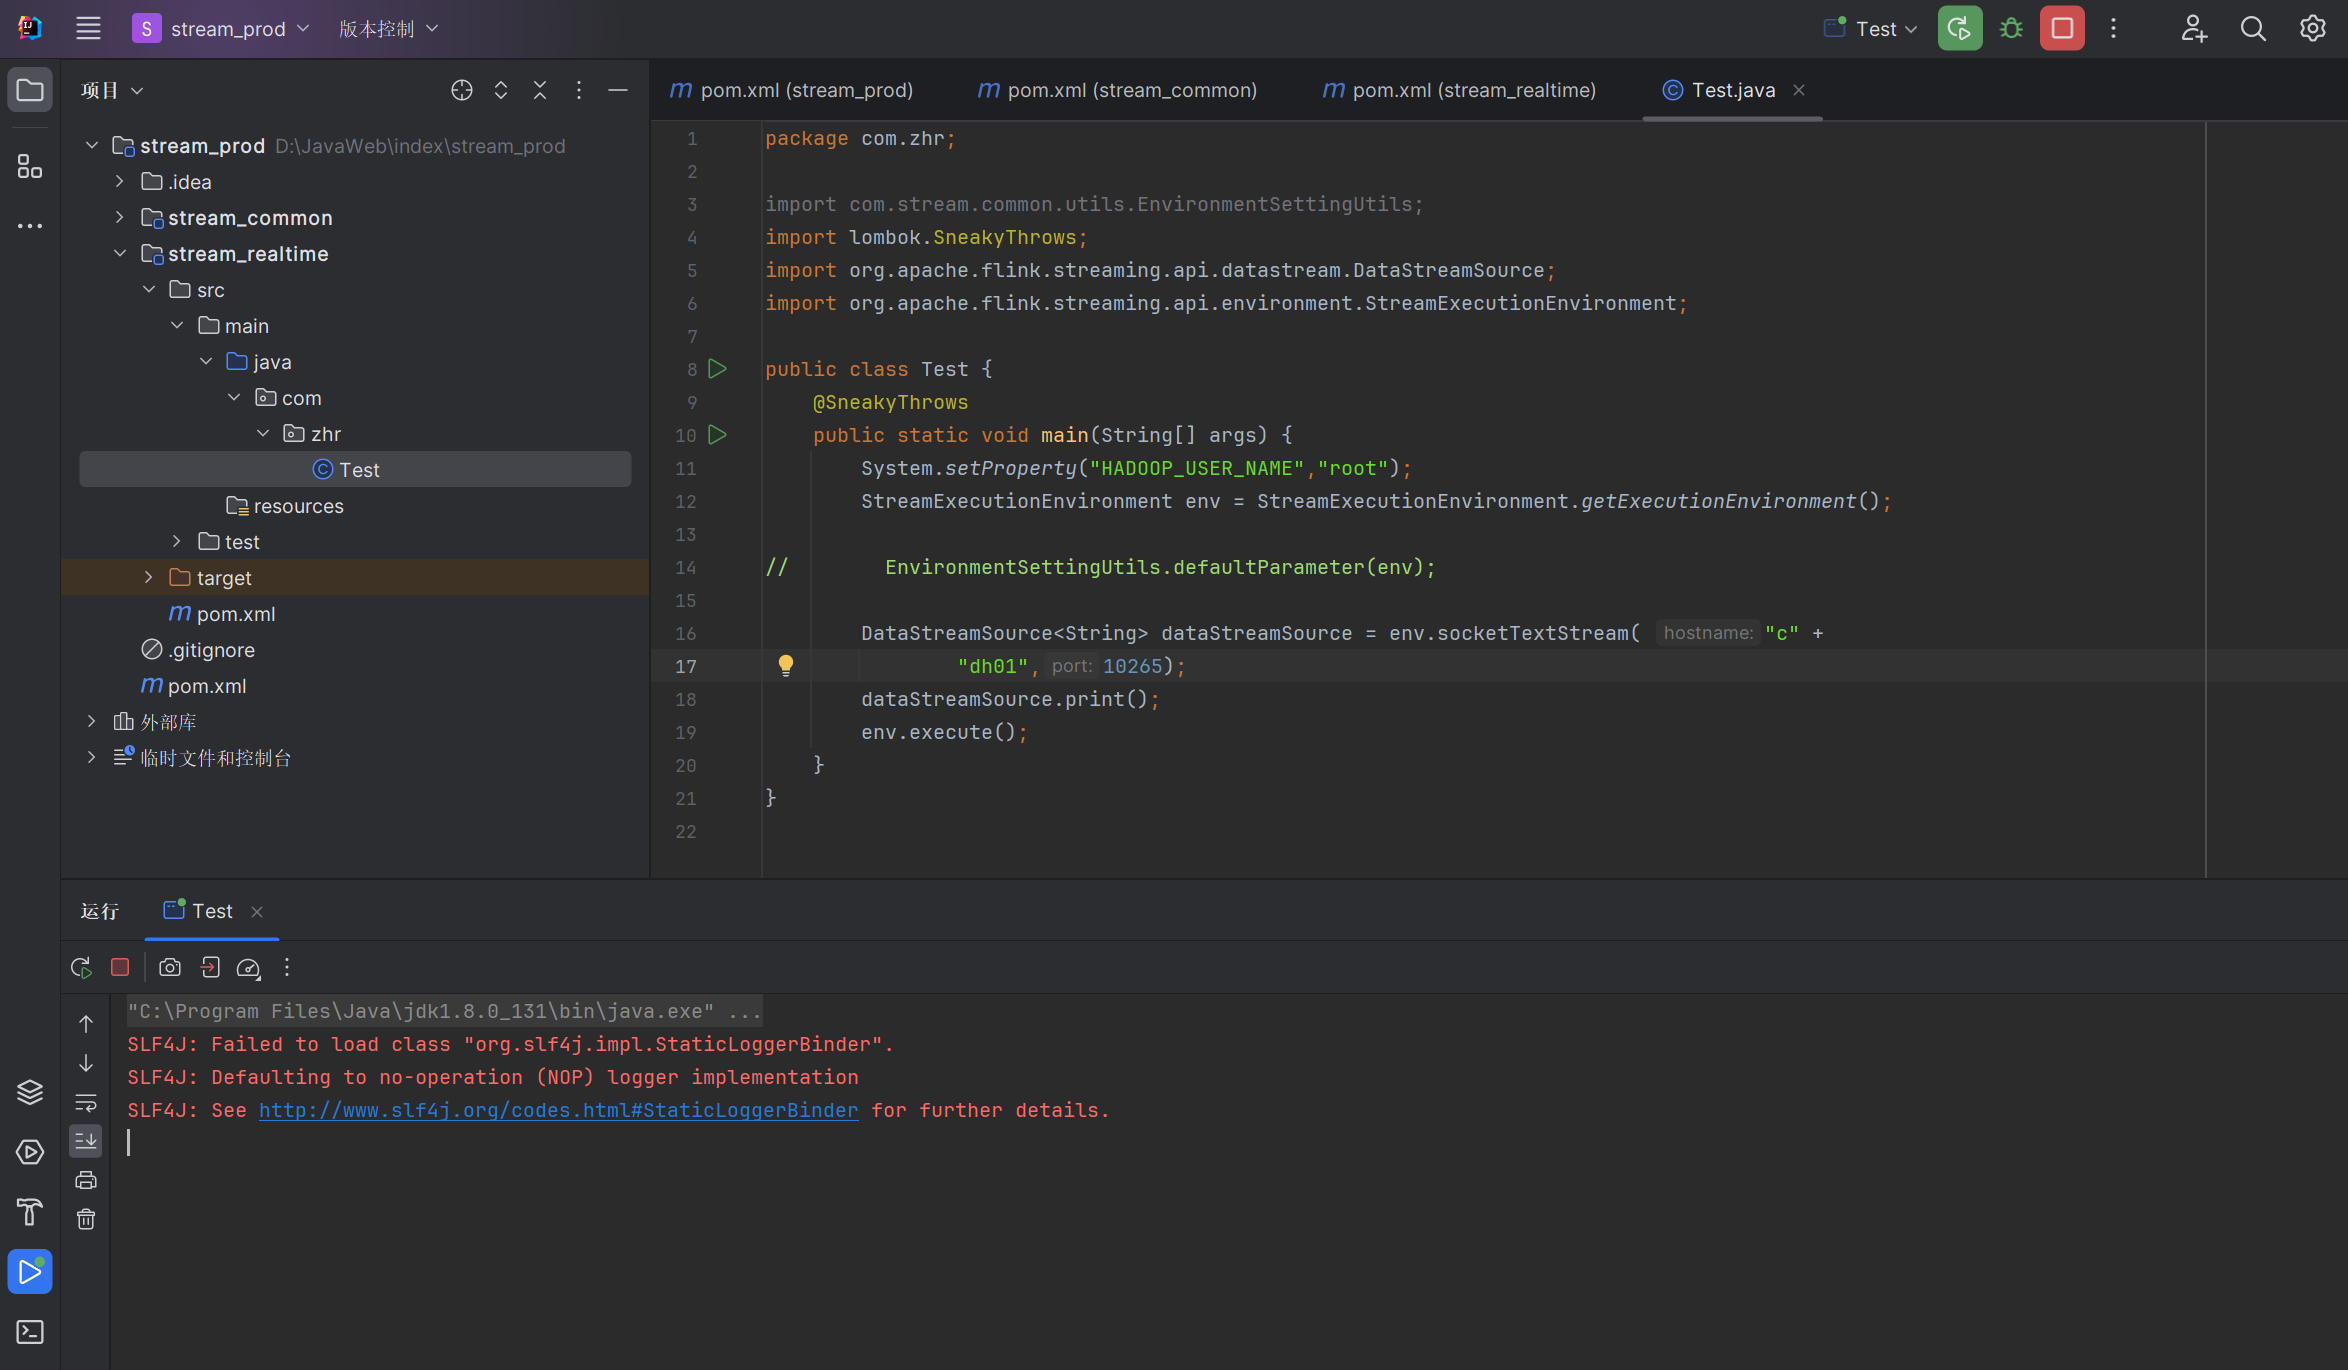 S stream_prod 版本控制 Test
项目
pom.xml (stream_prod) pom.xml (stream_common) pom.xml (stream_realtime) Test.java
stream_prod D:\JavaWeb\index\stream_prod
.idea
stream_common
stream_realtime
src
main
java
com
zhr
Test
resources
test
target
pom.xml
.gitignore
pom.xml
外部库
临时文件和控制台
1 package com.zhr;
2
3 import com.stream.common.utils.EnvironmentSettingUtils;
4 import lombok.SneakyThrows;
5 import org.apache.flink.streaming.api.datastream.DataStreamSource;
6 import org.apache.flink.streaming.api.environment.StreamExecutionEnvironment;
7
8 public class Test {
9 @SneakyThrows
10 public static void main(String[] args) {
11 System.setProperty("HADOOP_USER_NAME","root");
12 StreamExecutionEnvironment env = StreamExecutionEnvironment.getExecutionEnvironment();
13
14 // EnvironmentSettingUtils.defaultParameter(env);
15
16 DataStreamSource<String> dataStreamSource = env.socketTextStream( hostname: "c" +
17 "dh01", port: 10265);
18 dataStreamSource.print();
19 env.execute();
20 }
21 }
22
运行 Test
"C:\Program Files\Java\jdk1.8.0_131\bin\java.exe" ...
SLF4J: Failed to load class "org.slf4j.impl.StaticLoggerBinder".
SLF4J: Defaulting to no-operation (NOP) logger implementation
SLF4J: See http://www.slf4j.org/codes.html#StaticLoggerBinder for further details.